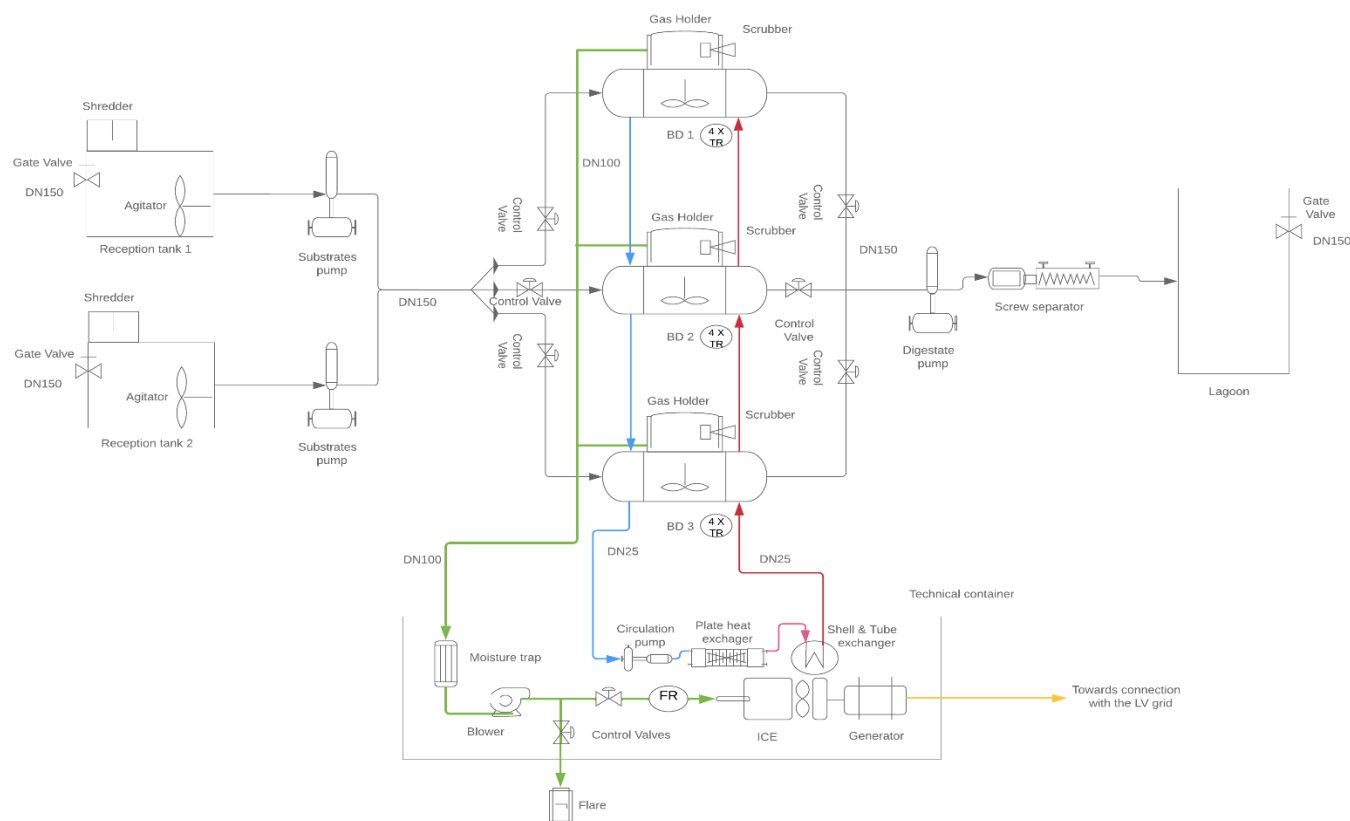 Gas Holder
Scrubber
Shredder
Gate Valve
DN150
Agitator
Reception tank 1
Substrates
pump
Shredder
Gate Valve
DN150
Agitator
Reception tank 2
Substrates
pump
DN150
Control
Valve
Control Valve
Control
Valve
DN100
BD 1
4 X
TR
Gas Holder
Scrubber
BD 2
4 X
TR
Gas Holder
Scrubber
BD 3
4 X
TR
Control
Valve
DN150
Control
Valve
Control
Valve
Digestate
pump
Screw separator
Gate
Valve
DN150
Lagoon
DN100
DN25
DN25
Technical container
Moisture trap
Circulation
pump
Plate heat
exchager
Shell & Tube
exchanger
Blower
FR
Control Valves
ICE
Generator
Towards connection
with the LV grid
Flare